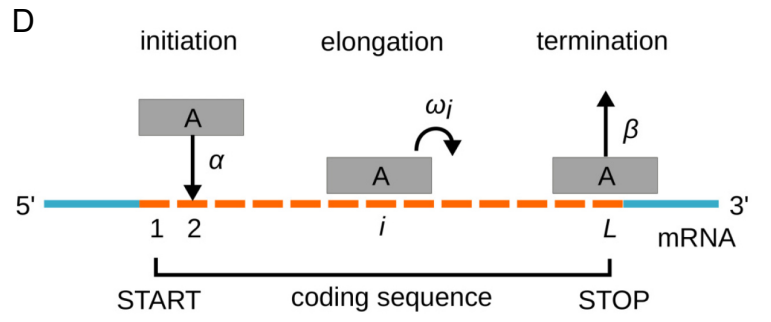 D
initiation elongation termination
A
α
ωi
A
A
β
5'
3'
1 2 i L
mRNA
START coding sequence STOP